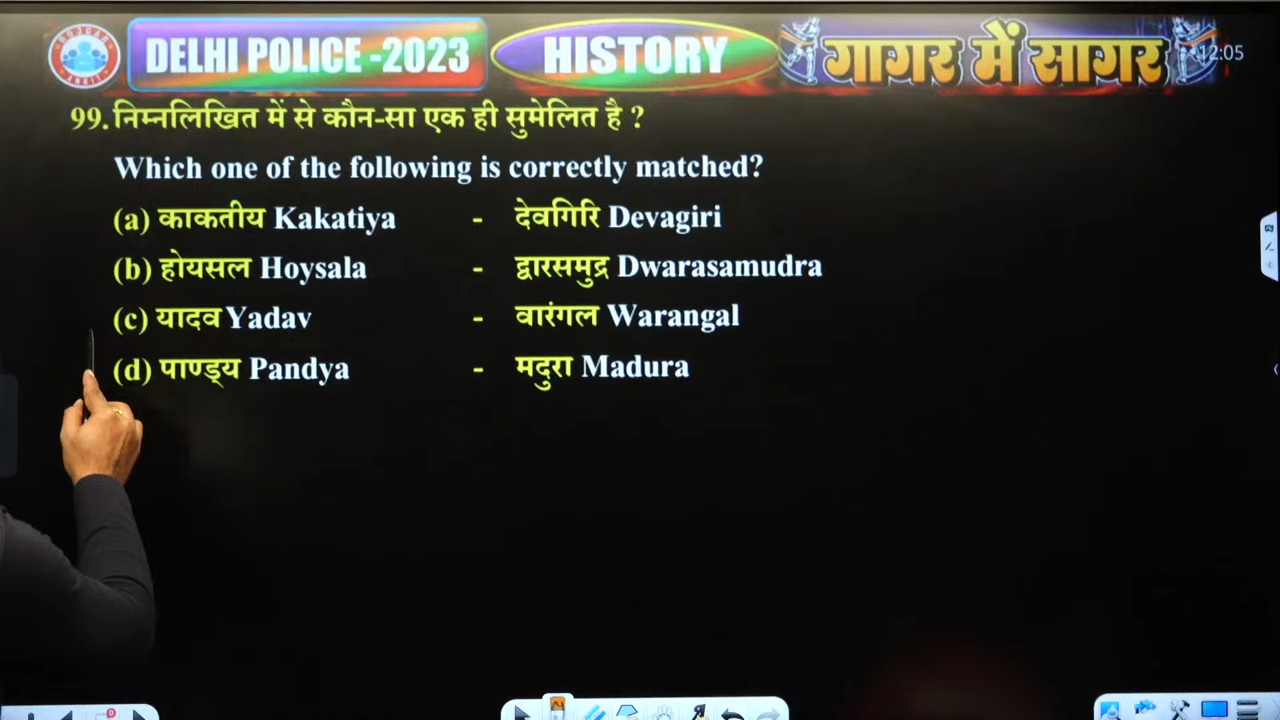 DELHI POLICE -2023 HISTORY गागर में सागर 12:05
99. निम्नलिखित में से कौन-सा एक ही सुमेलित है ?
Which one of the following is correctly matched?
(a) काकतीय Kakatiya - देवगिरि Devagiri
(b) होयसल Hoysala - द्वारसमुद्र Dwarasamudra
(c) यादव Yadav - वारंगल Warangal
(d) पाण्ड्य Pandya - मदुरा Madura